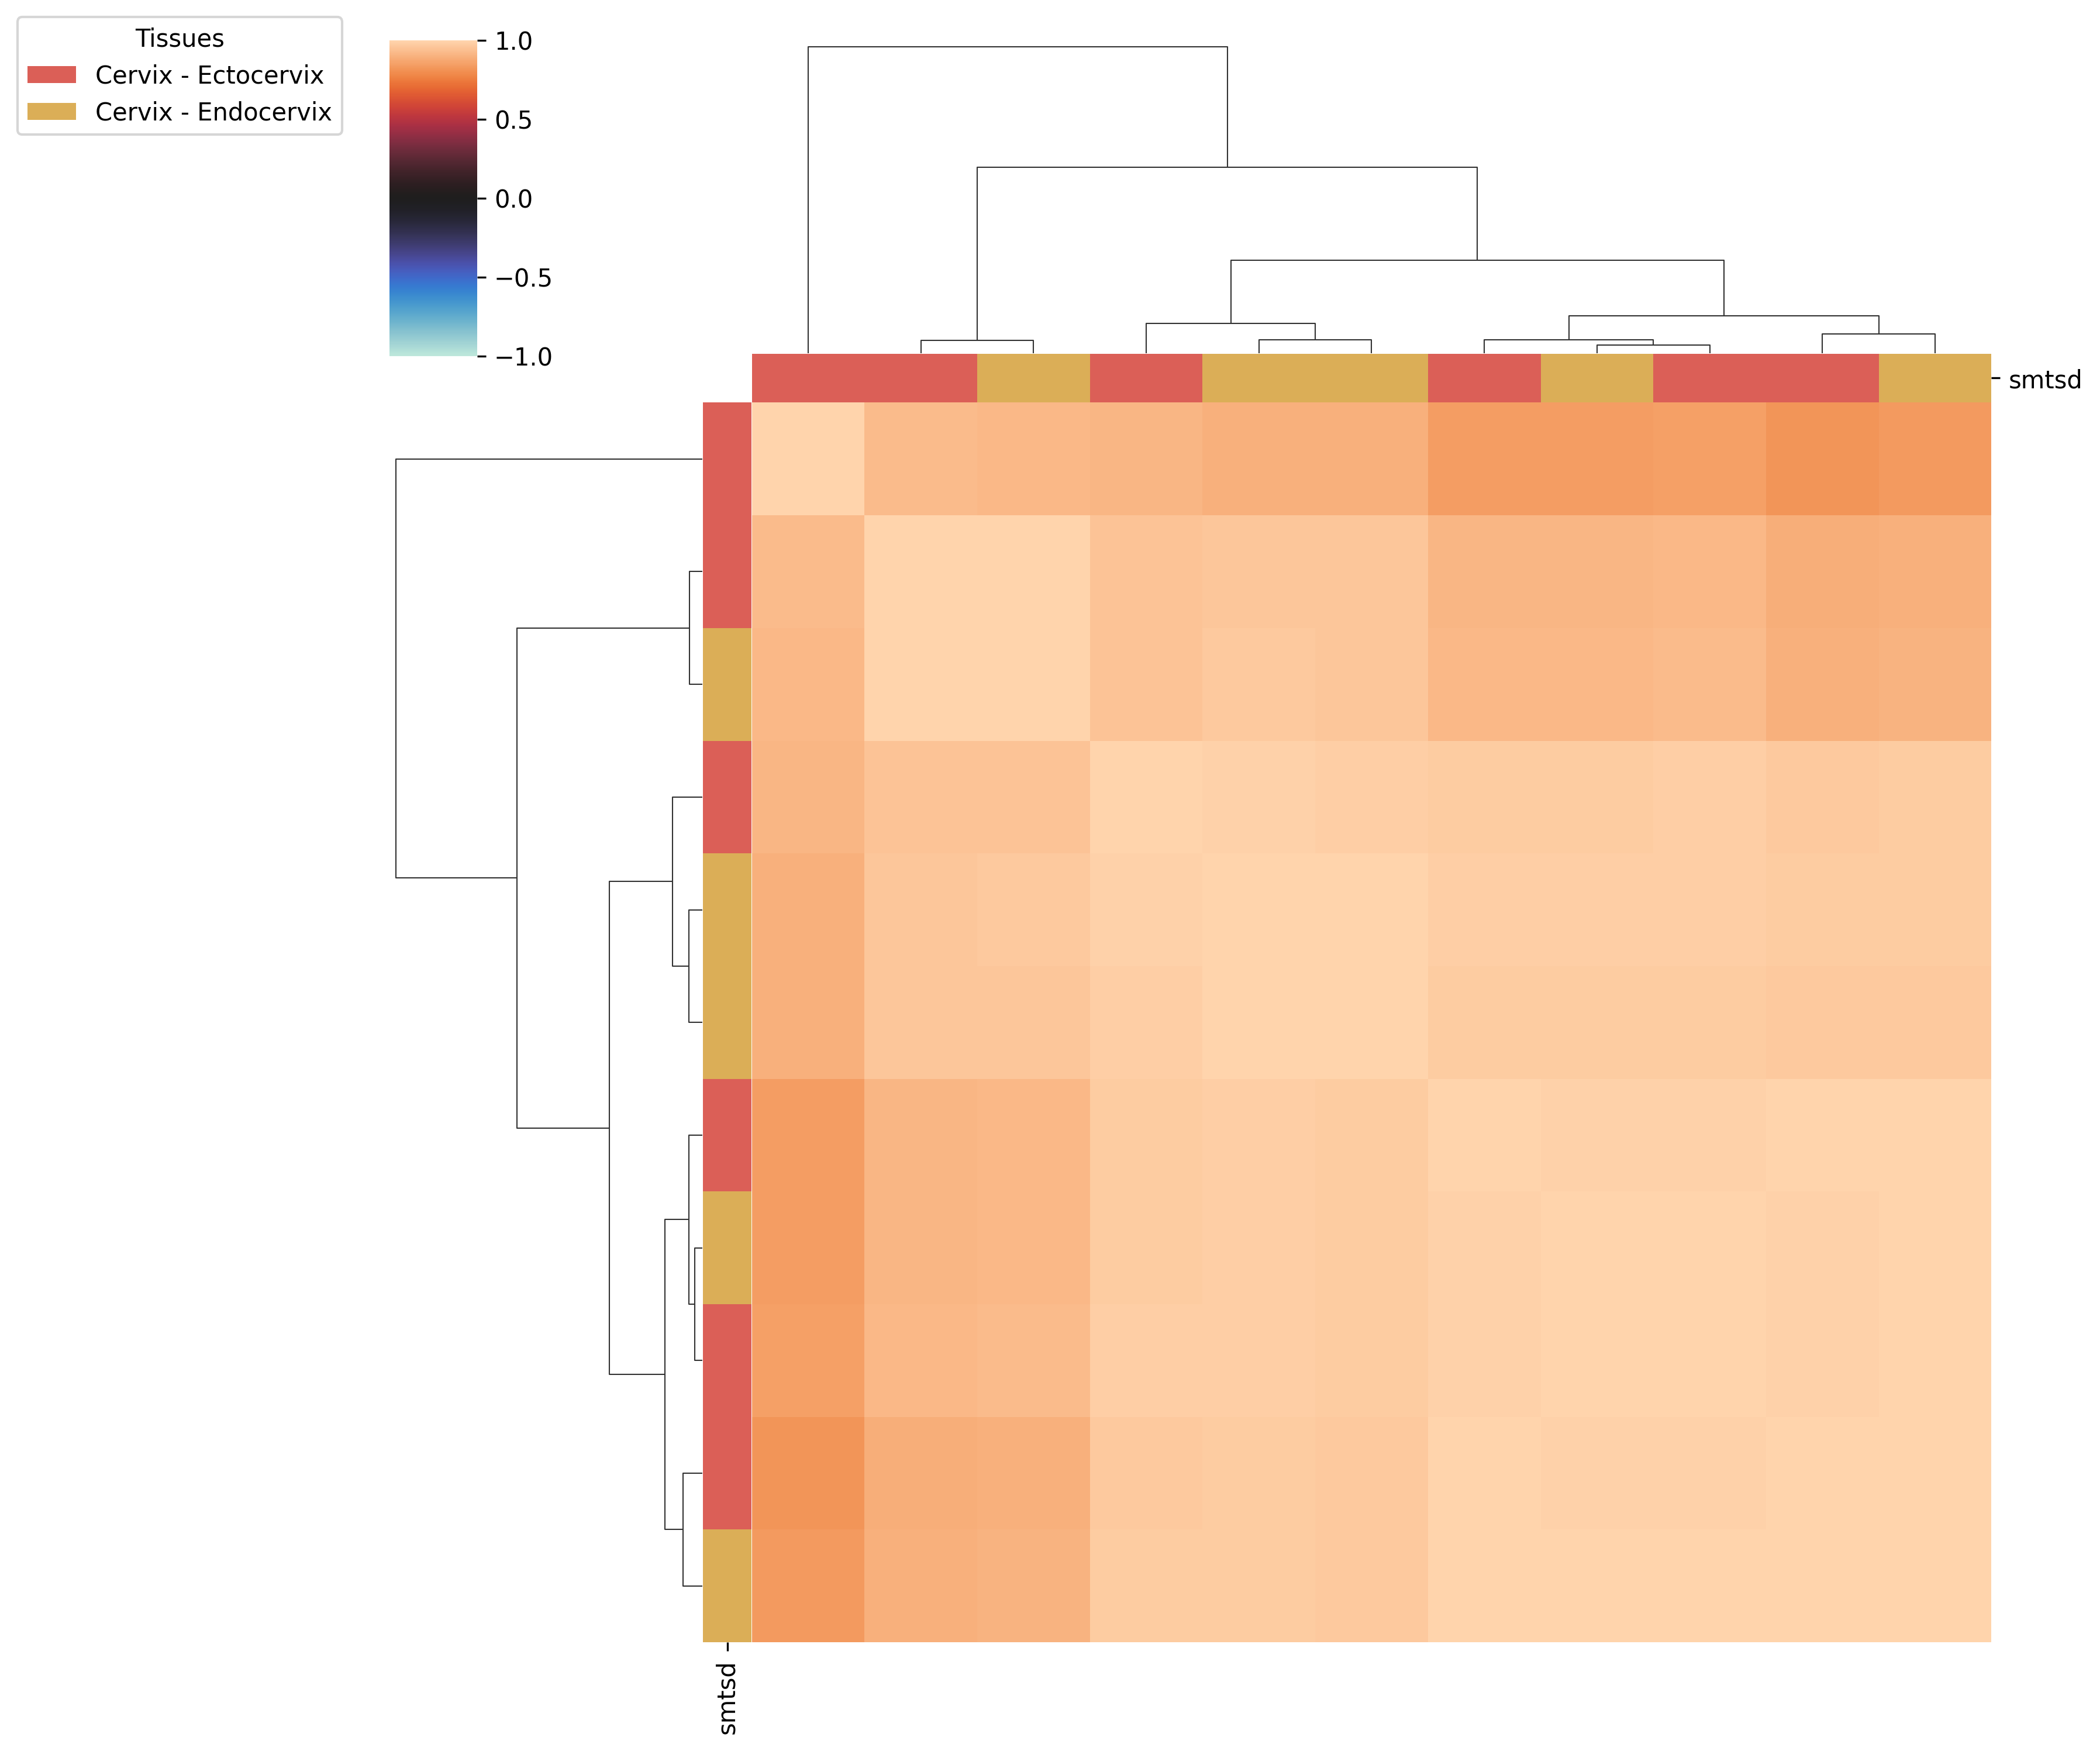 Tissues
Cervix - Ectocervix
Cervix - Endocervix
1.0
0.5
0.0
−0.5
−1.0
smtsd
smtsd